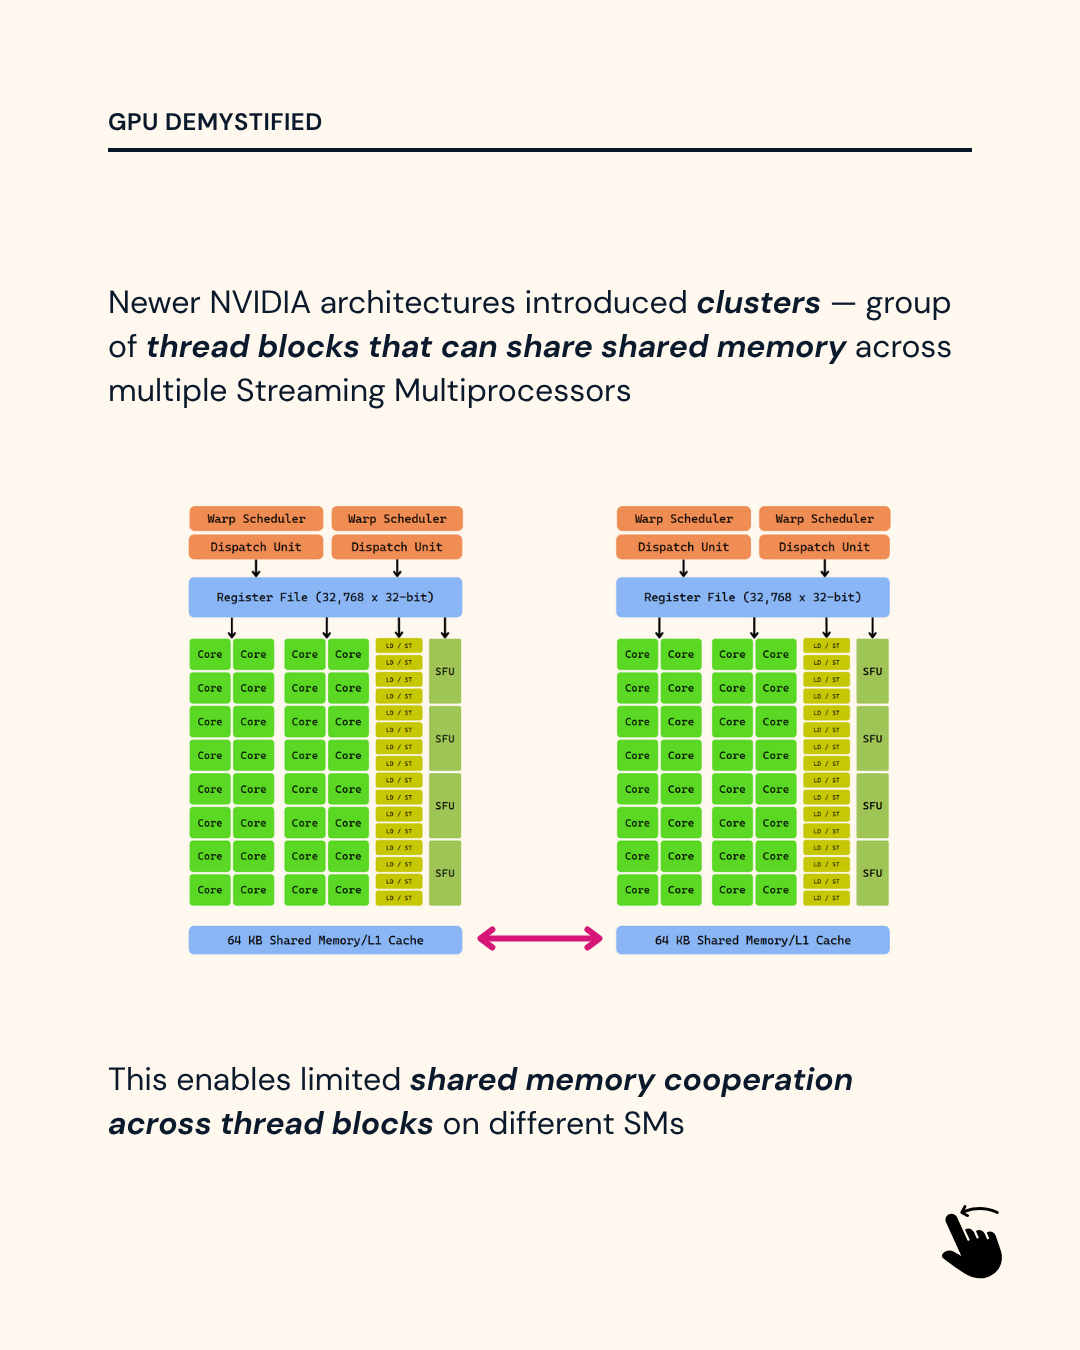 GPU DEMYSTIFIED
Newer NVIDIA architectures introduced clusters — group
of thread blocks that can share shared memory across
multiple Streaming Multiprocessors
Warp Scheduler Warp Scheduler
Dispatch Unit Dispatch Unit
Register File (32,768 x 32-bit)
Core Core Core Core LD / ST SFU
LD / ST
Core Core Core Core LD / ST
LD / ST
Core Core Core Core LD / ST SFU
LD / ST
Core Core Core Core LD / ST
LD / ST
Core Core Core Core LD / ST SFU
LD / ST
Core Core Core Core LD / ST
LD / ST
Core Core Core Core LD / ST SFU
LD / ST
Core Core Core Core LD / ST
LD / ST
64 KB Shared Memory/L1 Cache
Warp Scheduler Warp Scheduler
Dispatch Unit Dispatch Unit
Register File (32,768 x 32-bit)
Core Core Core Core LD / ST SFU
LD / ST
Core Core Core Core LD / ST
LD / ST
Core Core Core Core LD / ST SFU
LD / ST
Core Core Core Core LD / ST
LD / ST
Core Core Core Core LD / ST SFU
LD / ST
Core Core Core Core LD / ST
LD / ST
Core Core Core Core LD / ST SFU
LD / ST
Core Core Core Core LD / ST
LD / ST
64 KB Shared Memory/L1 Cache
This enables limited shared memory cooperation
across thread blocks on different SMs